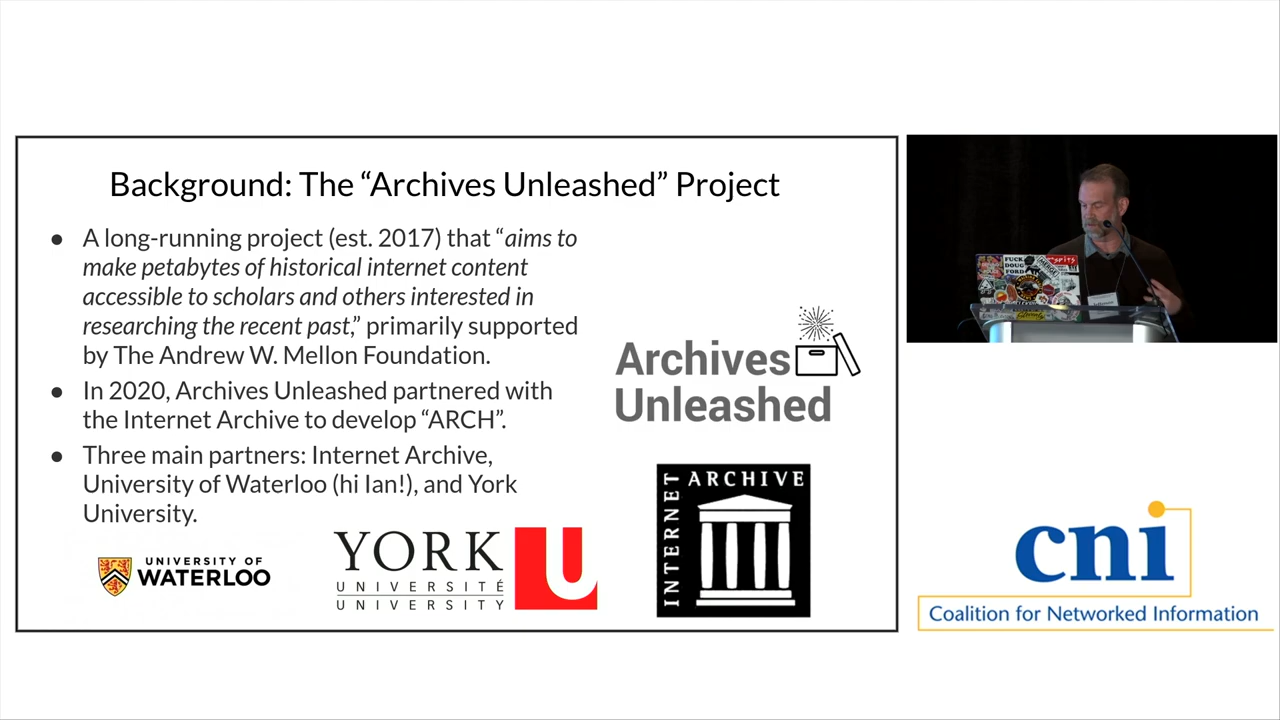 Background: The “Archives Unleashed” Project
● A long-running project (est. 2017) that “aims to
make petabytes of historical internet content
accessible to scholars and others interested in
researching the recent past,” primarily supported
by The Andrew W. Mellon Foundation.
● In 2020, Archives Unleashed partnered with
the Internet Archive to develop “ARCH”.
● Three main partners: Internet Archive,
University of Waterloo (hi Ian!), and York
University.
UNIVERSITY OF
WATERLOO
YORK
UNIVERSITÉ
UNIVERSITY
U
Archives
Unleashed
INTERNET
ARCHIVE
FUCK
DOUG
FORD
cni
Coalition for Networked Information